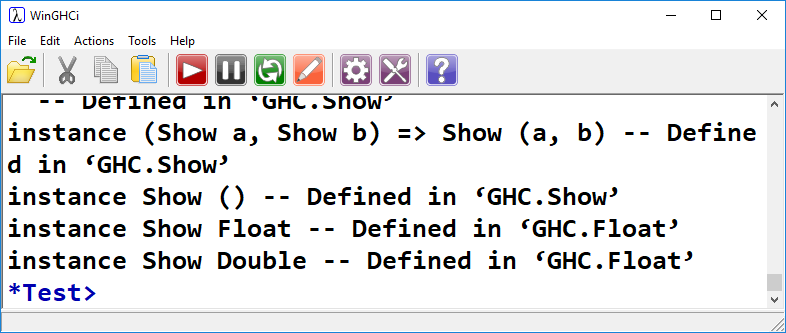 WinGHCi
File Edit Actions Tools Help
-- Defined in ‘GHC.Show’
instance (Show a, Show b) => Show (a, b) -- Define
d in ‘GHC.Show’
instance Show () -- Defined in ‘GHC.Show’
instance Show Float -- Defined in ‘GHC.Float’
instance Show Double -- Defined in ‘GHC.Float’
*Test>